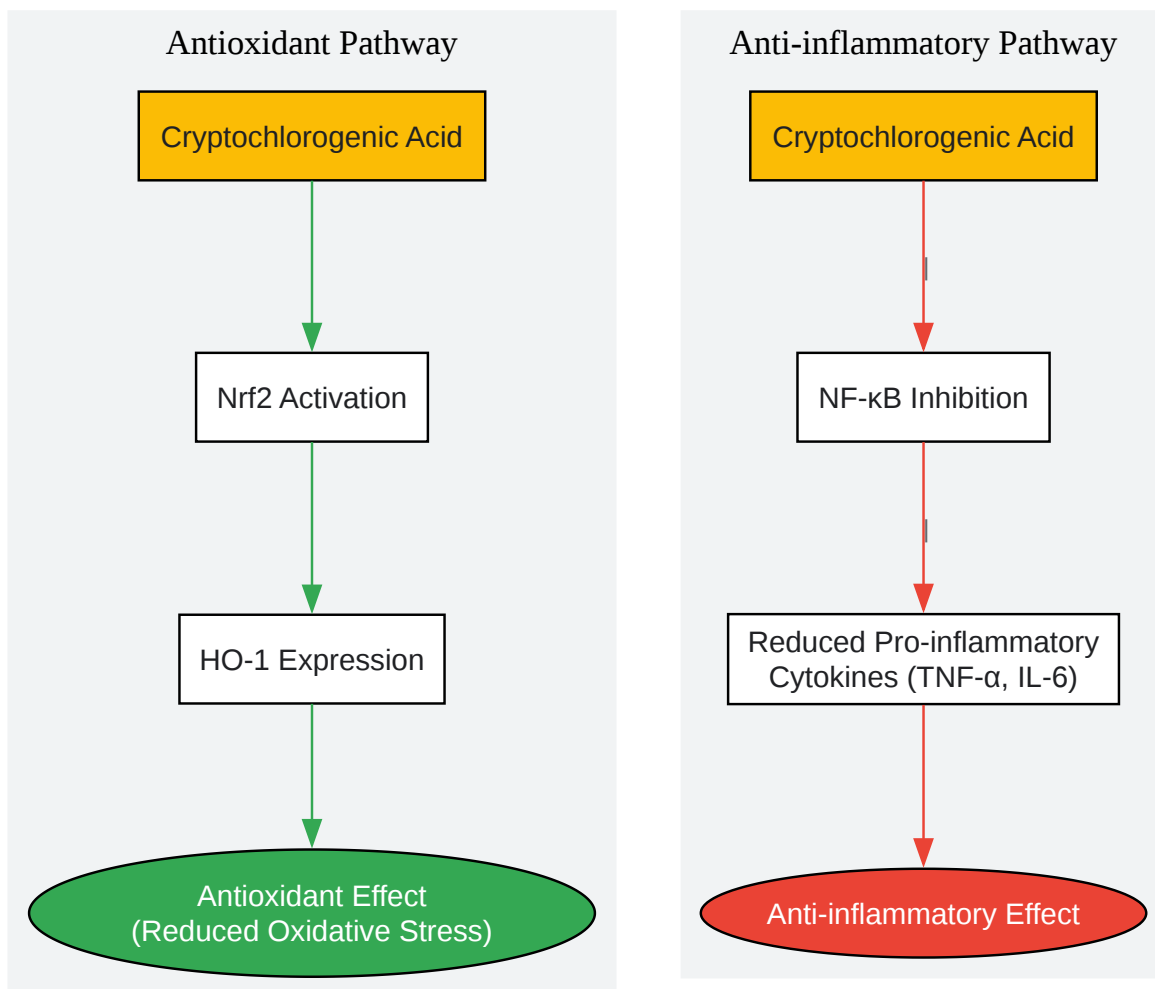 Antioxidant Pathway
Cryptochlorogenic Acid
Nrf2 Activation
HO-1 Expression
Antioxidant Effect
(Reduced Oxidative Stress)
Anti-inflammatory Pathway
Cryptochlorogenic Acid
|
NF-κB Inhibition
|
Reduced Pro-inflammatory
Cytokines (TNF-α, IL-6)
Anti-inflammatory Effect